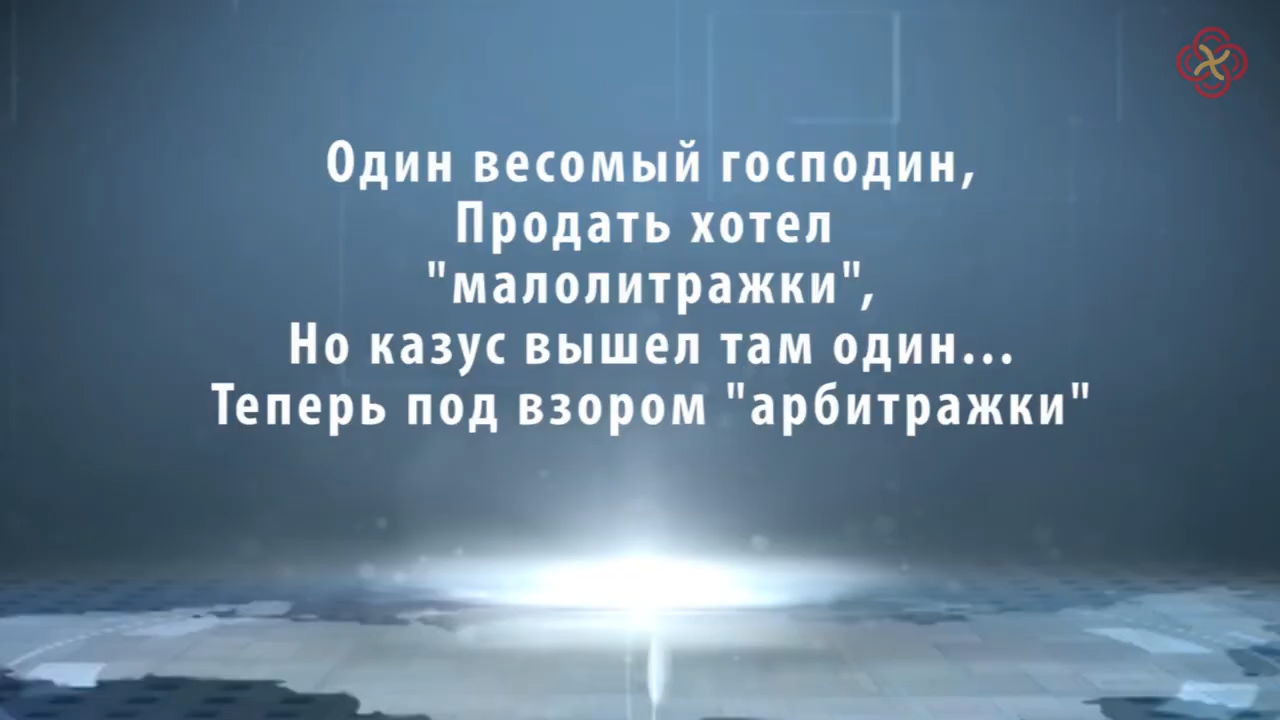 Один весомый господин,
Продать хотел
"малолитражки",
Но казус вышел там один...
Теперь под взором "арбитражки"